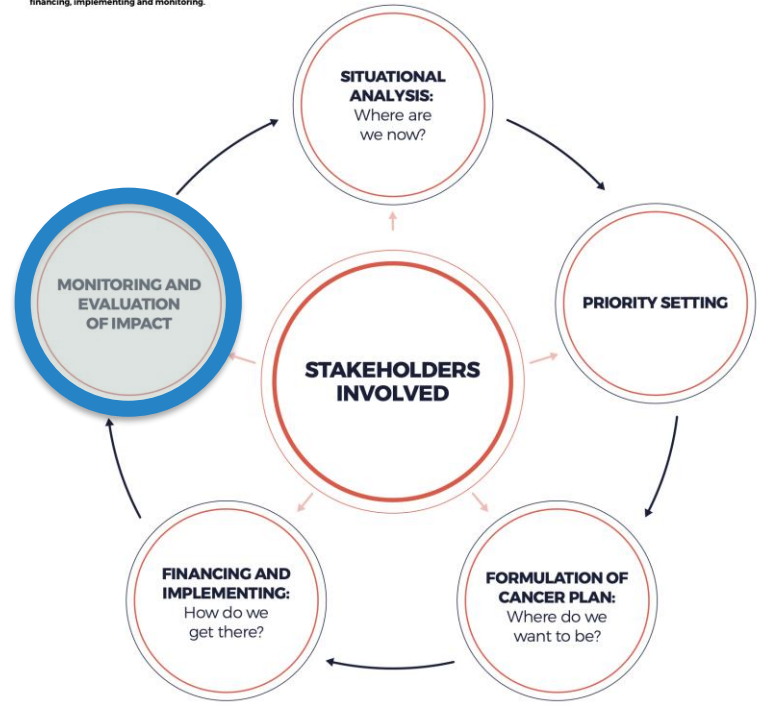 financing, implementing and monitoring.
SITUATIONAL
ANALYSIS:
Where are
we now?
PRIORITY SETTING
MONITORING AND
EVALUATION
OF IMPACT
STAKEHOLDERS
INVOLVED
FINANCING AND
IMPLEMENTING:
How do we
get there?
FORMULATION OF
CANCER PLAN:
Where do we
want to be?